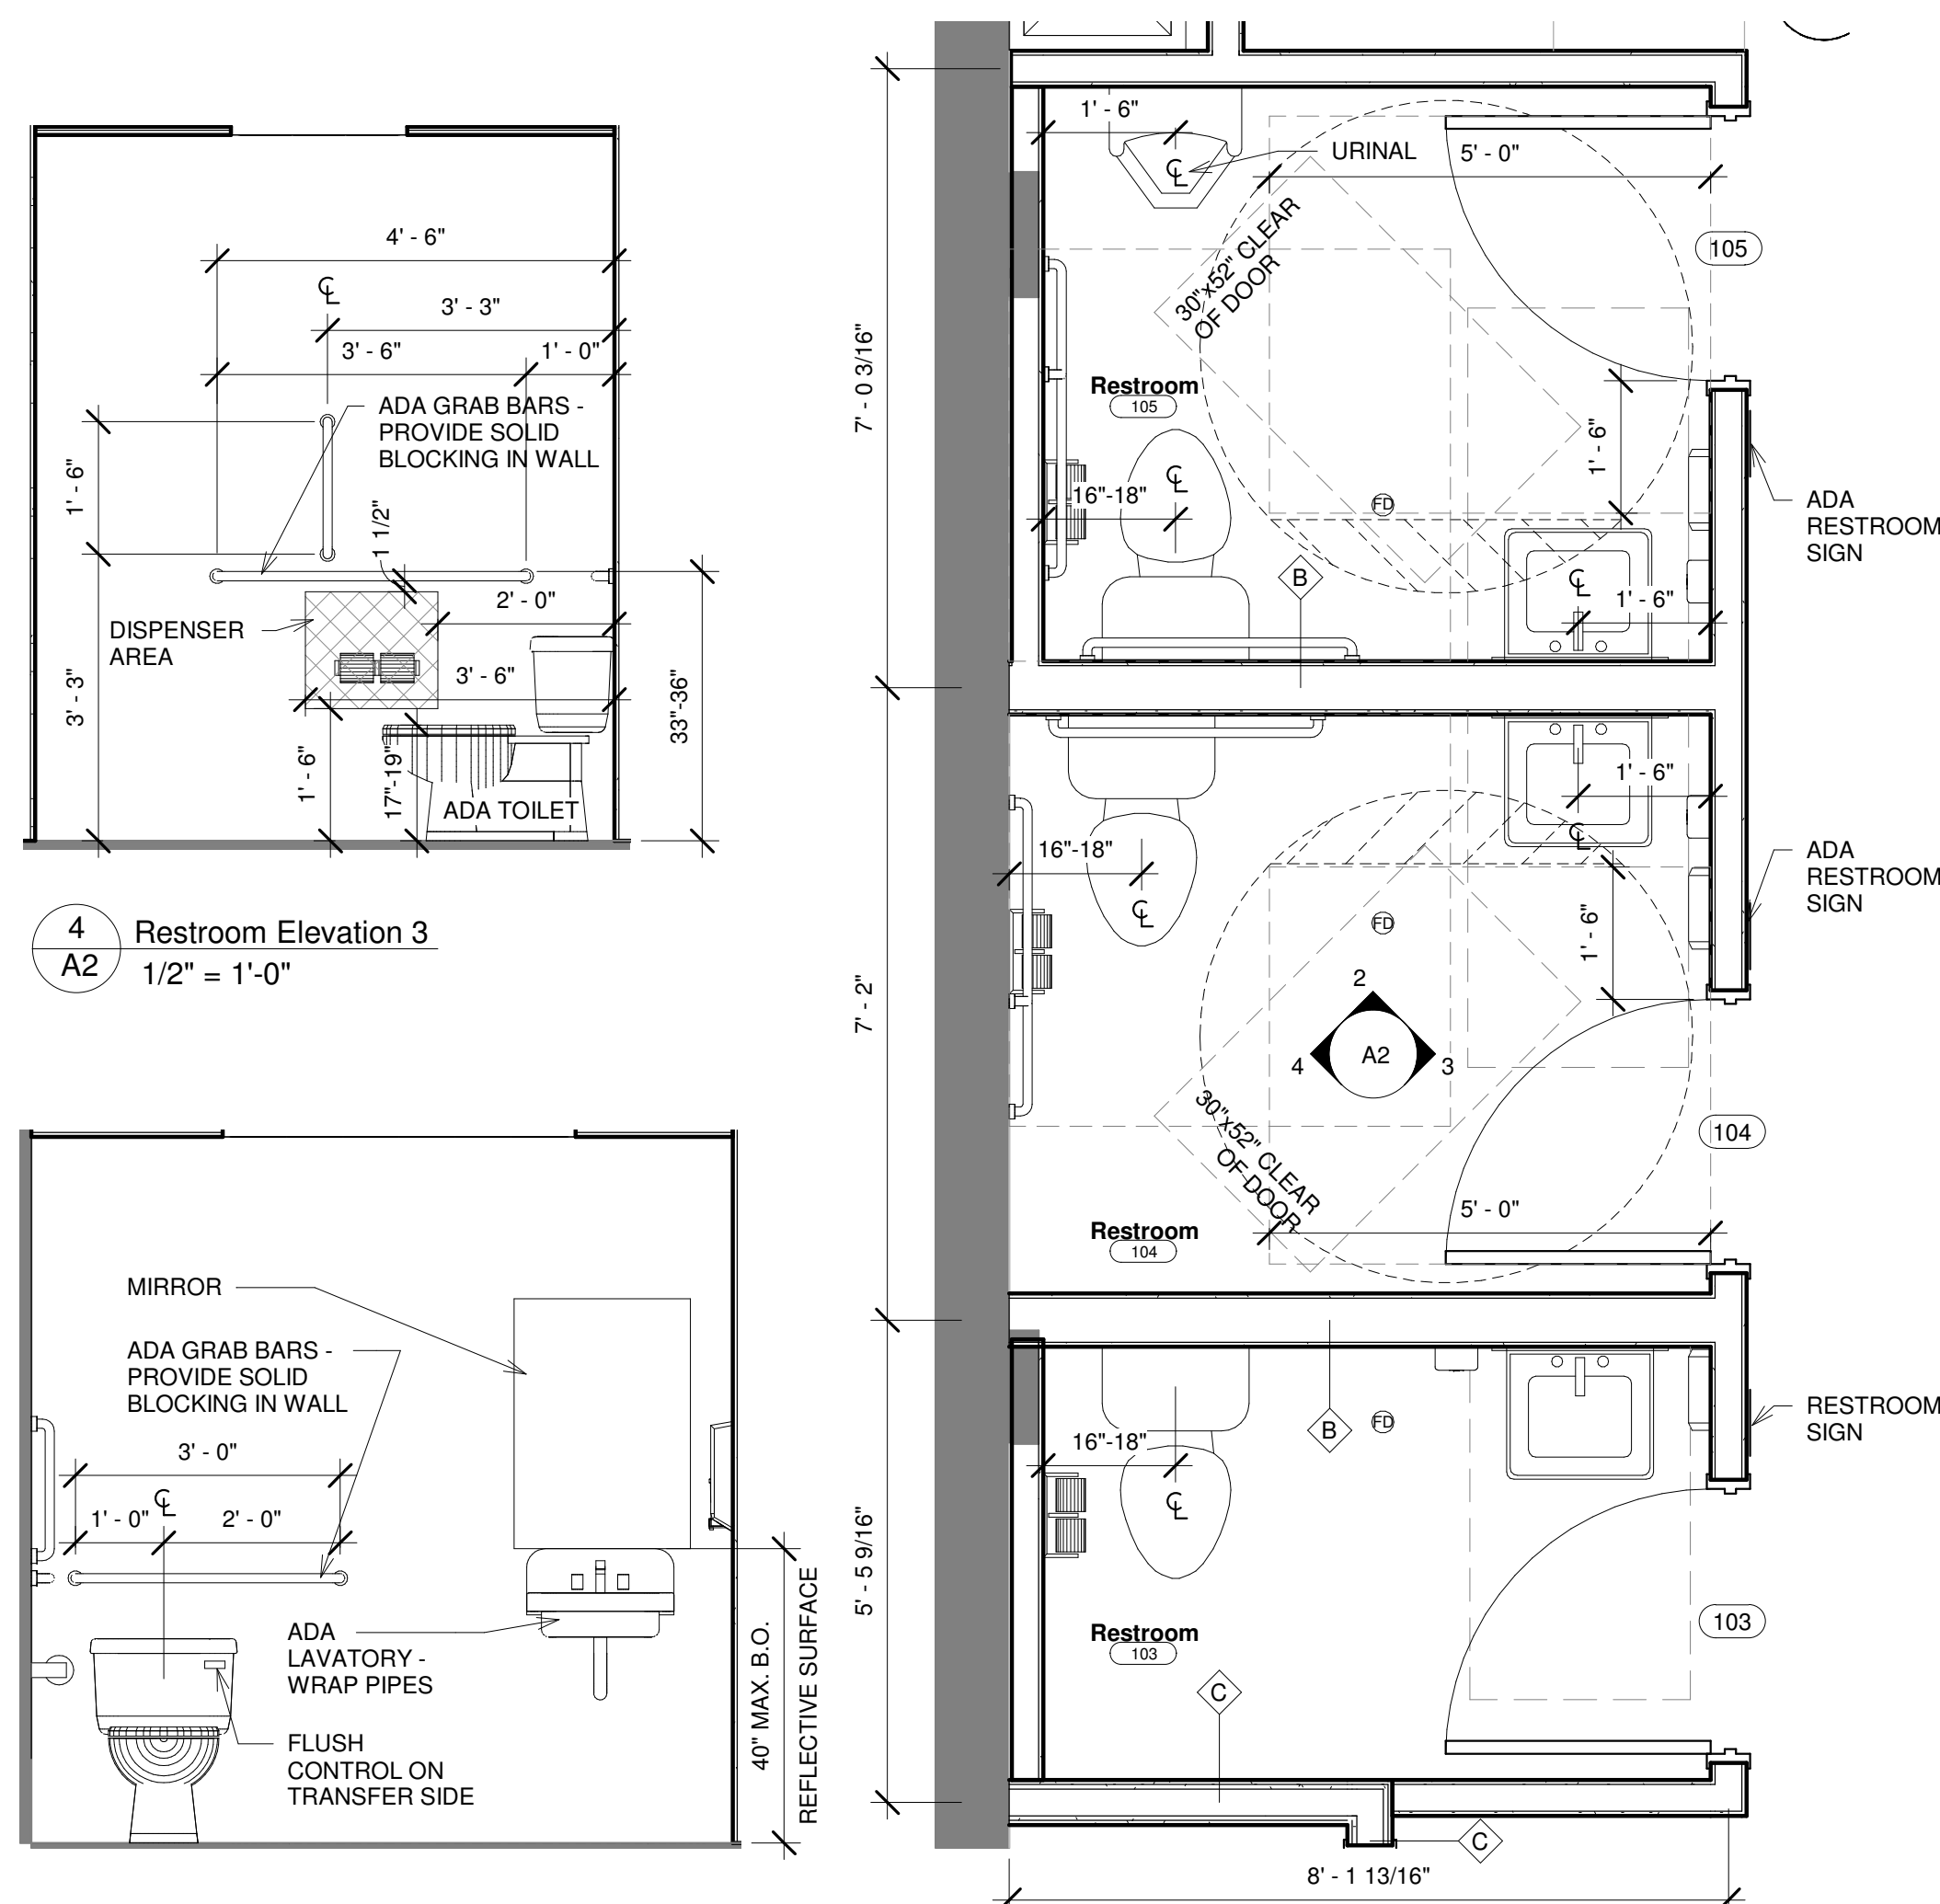 4' - 6"
℄
3' - 3"
3' - 6"
1' - 0"
ADA GRAB BARS -
PROVIDE SOLID
BLOCKING IN WALL
1' - 6"
1 1/2"
2' - 0"
DISPENSER
AREA
3' - 6"
3' - 3"
33"-36"
1' - 6"
17"-19"
ADA TOILET
4
A2
Restroom Elevation 3
1/2" = 1'-0"
MIRROR
ADA GRAB BARS -
PROVIDE SOLID
BLOCKING IN WALL
3' - 0"
℄
1' - 0"
2' - 0"
ADA
LAVATORY -
WRAP PIPES
FLUSH
CONTROL ON
TRANSFER SIDE
40" MAX. B.O.
REFLECTIVE SURFACE
7' - 0 3/16"
7' - 2"
5' - 5 9/16"
1' - 6"
℄
URINAL
5' - 0"
30"x52" CLEAR
OF DOOR
105
Restroom
105
1' - 6"
16"-18"
℄
FD
ADA
RESTROOM
SIGN
B
℄
1' - 6"
1' - 6"
℄
16"-18"
℄
FD
1' - 6"
ADA
RESTROOM
SIGN
2
4
A2
3
30"x52" CLEAR
OF DOOR
104
5' - 0"
Restroom
104
16"-18"
℄
B
FD
RESTROOM
SIGN
Restroom
103
103
C
C
8' - 1 13/16"